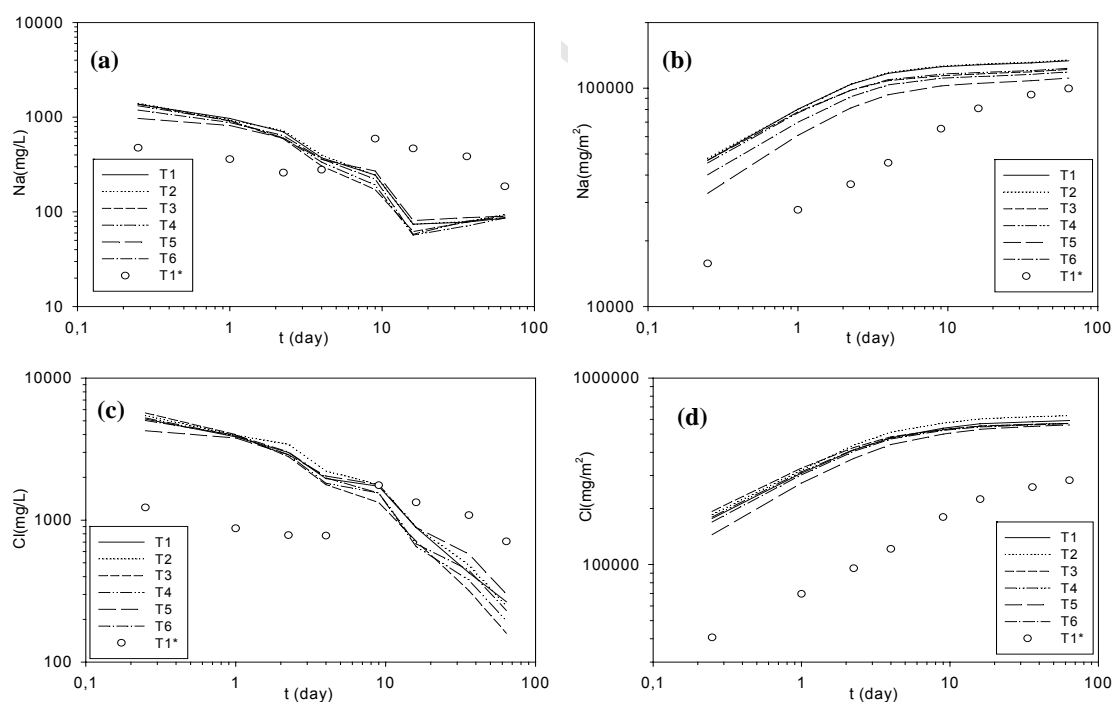 (a)
Na(mg/L)
10000
1000
100
10
0,1
1
10
100
t (day)
T1
T2
T3
T4
T5
T6
T1*
(b)
Na(mg/m²)
100000
10000
0,1
1
10
100
t (day)
T1
T2
T3
T4
T5
T6
T1*
(c)
Cl(mg/L)
10000
1000
100
0,1
1
10
100
t (day)
T1
T2
T3
T4
T5
T6
T1*
(d)
Cl(mg/m²)
1000000
100000
0,1
1
10
100
t (day)
T1
T2
T3
T4
T5
T6
T1*